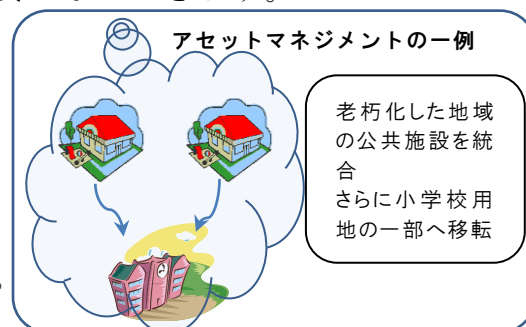 アセットマネジメントの一例
老朽化した地域
の公共施設を統
合
さらに小学校用
地の一部へ移転